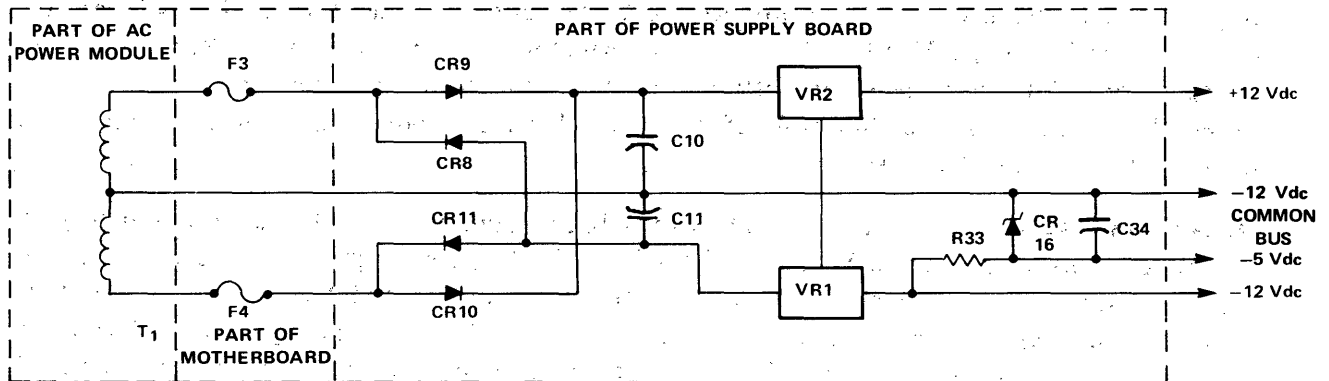 PART OF AC
POWER MODULE
PART OF POWER SUPPLY BOARD
F3
CR9
VR2
+12 Vdc
CR8
C10
−12 Vdc
COMMON
BUS
CR11
C11
R33
CR
16
C34
−5 Vdc
F4
CR10
VR1
−12 Vdc
T1
PART OF
MOTHERBOARD